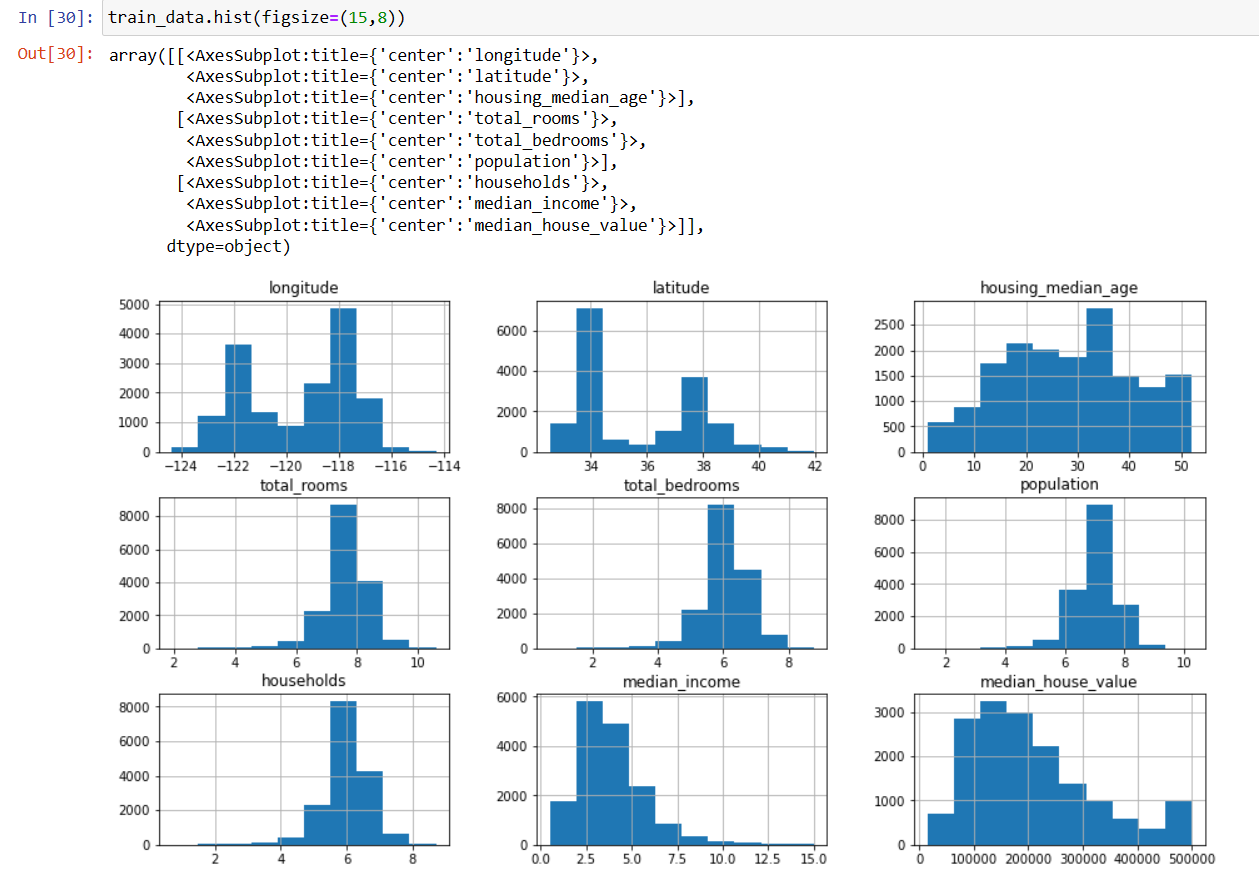 In [30]: train_data.hist(figsize=(15,8))
Out[30]: array([[<AxesSubplot:title={'center':'longitude'}>,
<AxesSubplot:title={'center':'latitude'}>,
<AxesSubplot:title={'center':'housing_median_age'}>],
[<AxesSubplot:title={'center':'total_rooms'}>,
<AxesSubplot:title={'center':'total_bedrooms'}>,
<AxesSubplot:title={'center':'population'}>],
[<AxesSubplot:title={'center':'households'}>,
<AxesSubplot:title={'center':'median_income'}>,
<AxesSubplot:title={'center':'median_house_value'}>]],
dtype=object)
longitude
5000
4000
3000
2000
1000
0
−124 −122 −120 −118 −116 −114
latitude
6000
4000
2000
0
34 36 38 40 42
housing_median_age
2500
2000
1500
1000
500
0
0 10 20 30 40 50
total_rooms
8000
6000
4000
2000
0
2 4 6 8 10
total_bedrooms
8000
6000
4000
2000
0
2 4 6 8
population
8000
6000
4000
2000
0
2 4 6 8 10
households
8000
6000
4000
2000
0
2 4 6 8
median_income
6000
4000
2000
0
0.0 2.5 5.0 7.5 10.0 12.5 15.0
median_house_value
3000
2000
1000
0
0 100000 200000 300000 400000 500000